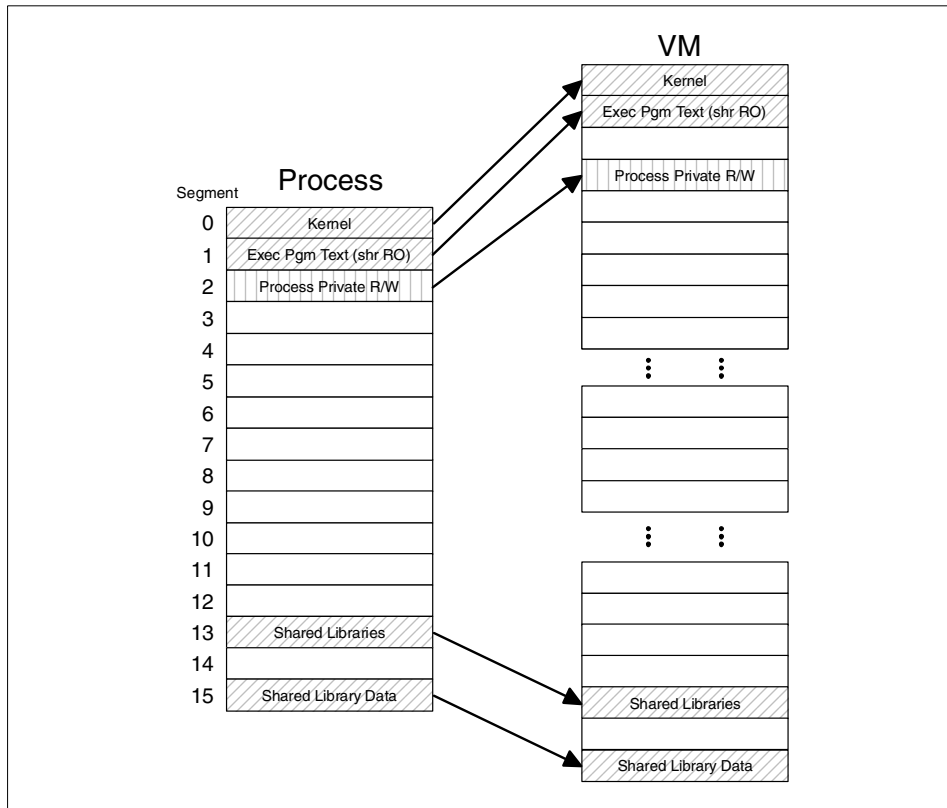 VM
Kernel
Exec Pgm Text (shr RO)
Process Private R/W
Shared Libraries
Shared Library Data
Process
Segment
0 Kernel
1 Exec Pgm Text (shr RO)
2 Process Private R/W
3
4
5
6
7
8
9
10
11
12
13 Shared Libraries
14
15 Shared Library Data